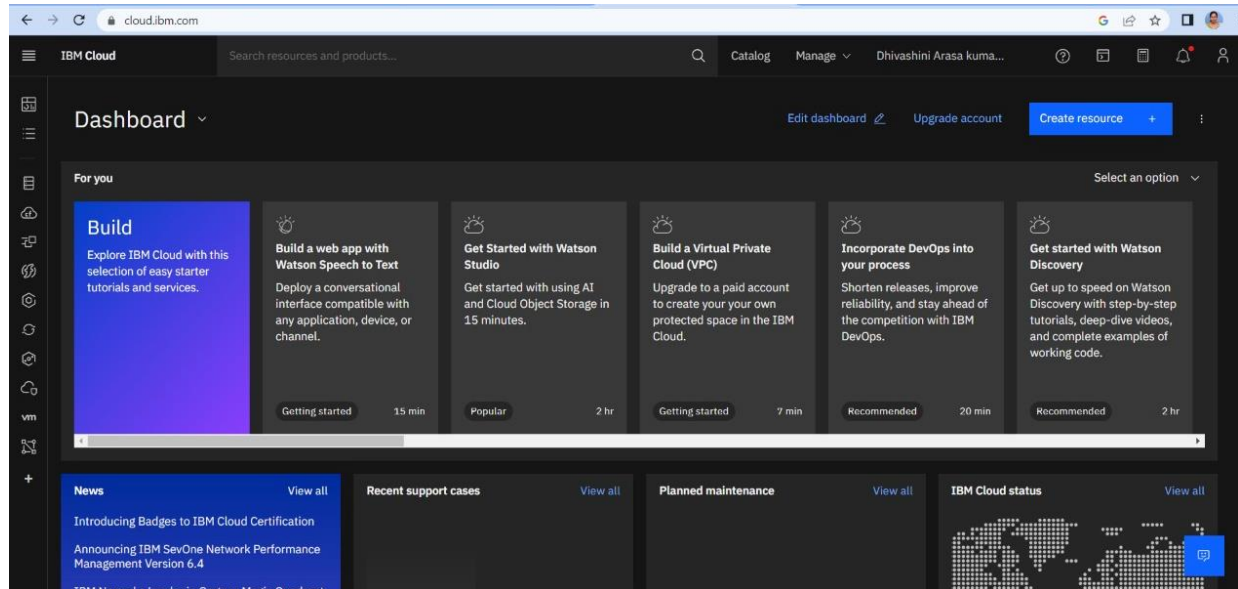 cloud.ibm.com
IBM Cloud
Search resources and products...
Catalog
Manage
Dhivashini Arasa kuma...
Dashboard
Edit dashboard
Upgrade account
Create resource +
For you
Select an option
Build
Explore IBM Cloud with this
selection of easy starter
tutorials and services.
Build a web app with
Watson Speech to Text
Deploy a conversational
interface compatible with
any application, device, or
channel.
Getting started 15 min
Get Started with Watson
Studio
Get started with using AI
and Cloud Object Storage in
15 minutes.
Popular 2 hr
Build a Virtual Private
Cloud (VPC)
Upgrade to a paid account
to create your your own
protected space in the IBM
Cloud.
Getting started 7 min
Incorporate DevOps into
your process
Shorten releases, improve
reliability, and stay ahead of
the competition with IBM
DevOps.
Recommended 20 min
Get started with Watson
Discovery
Get up to speed on Watson
Discovery with step-by-step
tutorials, deep-dive videos,
and complete examples of
working code.
Recommended 2 hr
vm
News View all
Introducing Badges to IBM Cloud Certification
Announcing IBM SevOne Network Performance
Management Version 6.4
Recent support cases View all
Planned maintenance View all
IBM Cloud status View all